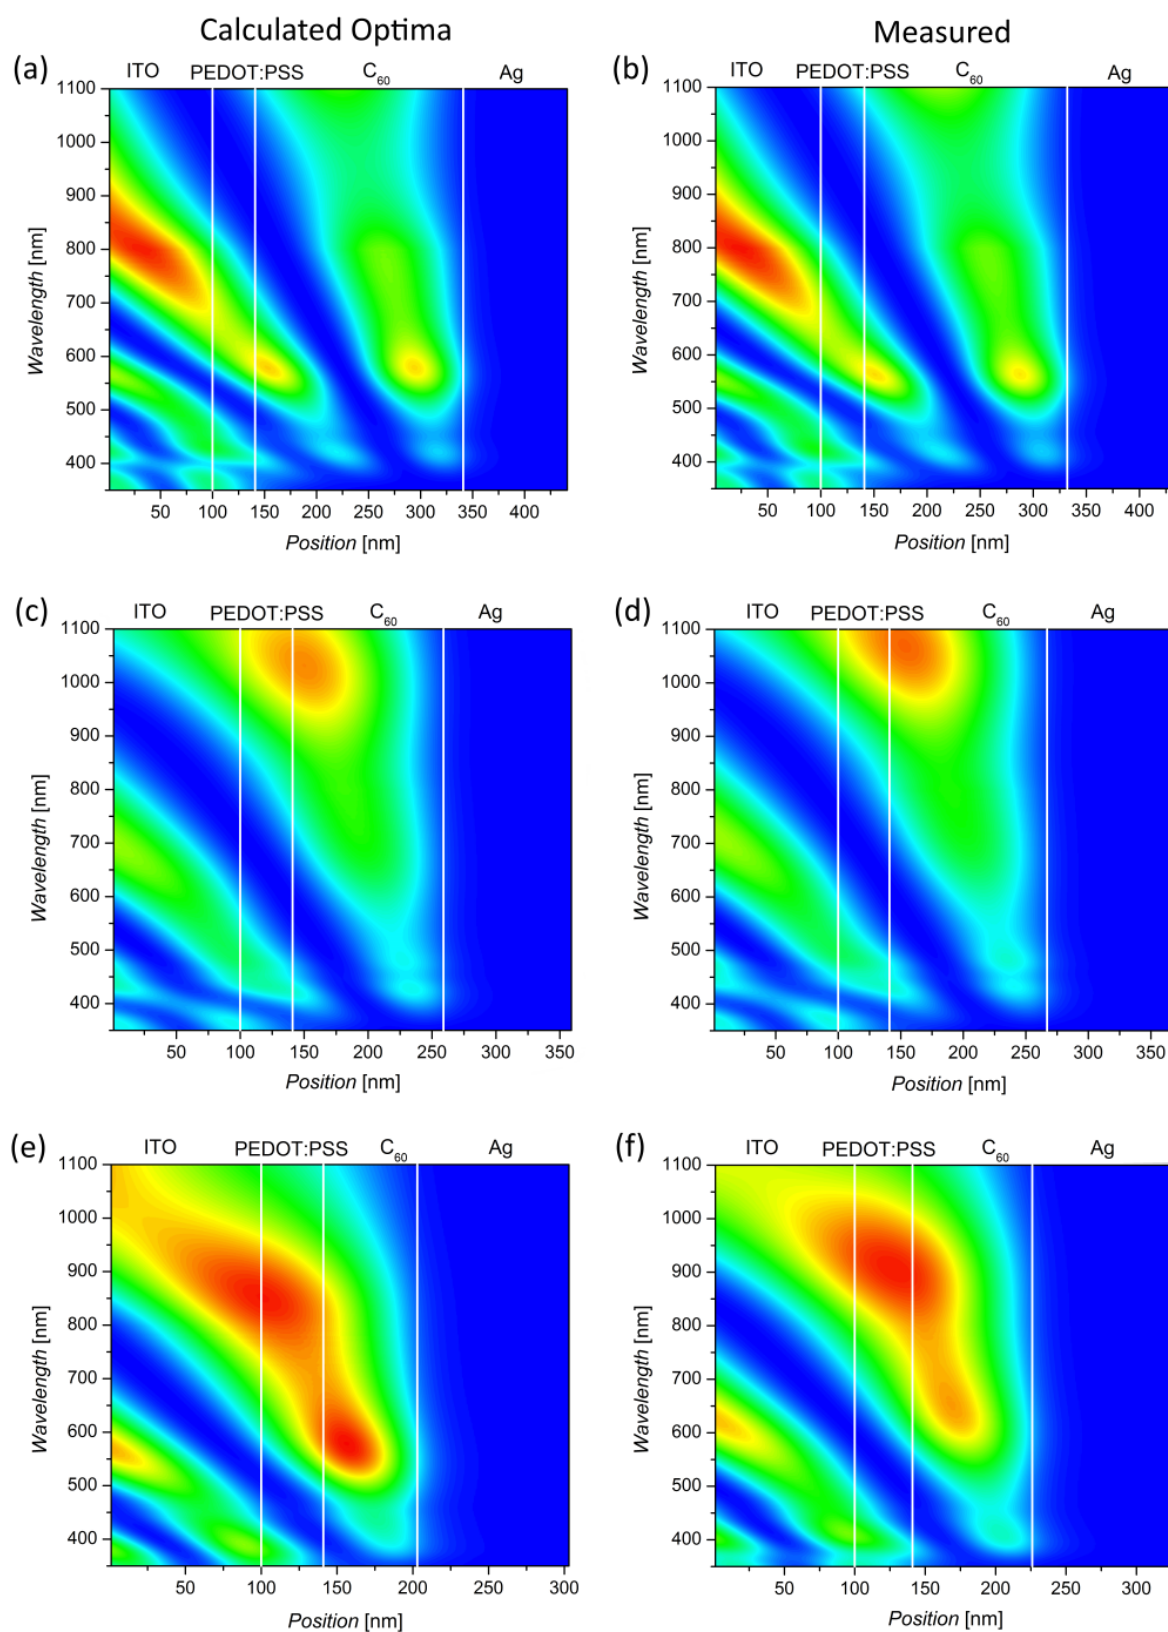 Calculated Optima
Measured
(a)
ITO PEDOT:PSS C60 Ag
1100
1000
900
800
700
600
500
400
Wavelength [nm]
50 100 150 200 250 300 350 400
Position [nm]
(b)
ITO PEDOT:PSS C60 Ag
1100
1000
900
800
700
600
500
400
Wavelength [nm]
50 100 150 200 250 300 350 400
Position [nm]
(c)
ITO PEDOT:PSS C60 Ag
1100
1000
900
800
700
600
500
400
Wavelength [nm]
50 100 150 200 250 300 350
Position [nm]
(d)
ITO PEDOT:PSS C60 Ag
1100
1000
900
800
700
600
500
400
Wavelength [nm]
50 100 150 200 250 300 350
Position [nm]
(e)
ITO PEDOT:PSS C60 Ag
1100
1000
900
800
700
600
500
400
Wavelength [nm]
50 100 150 200 250 300
Position [nm]
(f)
ITO PEDOT:PSS C60 Ag
1100
1000
900
800
700
600
500
400
Wavelength [nm]
50 100 150 200 250 300
Position [nm]